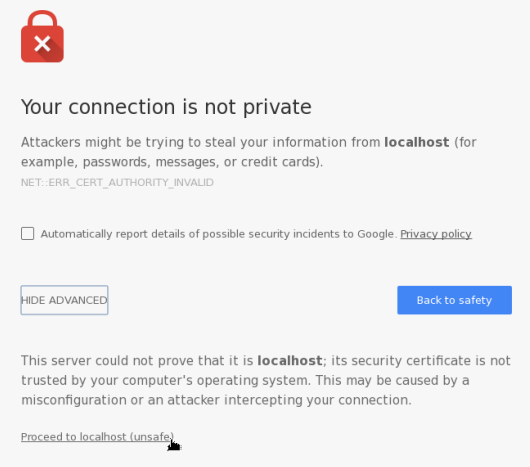 Your connection is not private
Attackers might be trying to steal your information from localhost (for
example, passwords, messages, or credit cards).
NET::ERR_CERT_AUTHORITY_INVALID
Automatically report details of possible security incidents to Google. Privacy policy
HIDE ADVANCED
Back to safety
This server could not prove that it is localhost; its security certificate is not
trusted by your computer's operating system. This may be caused by a
misconfiguration or an attacker intercepting your connection.
Proceed to localhost (unsafe)